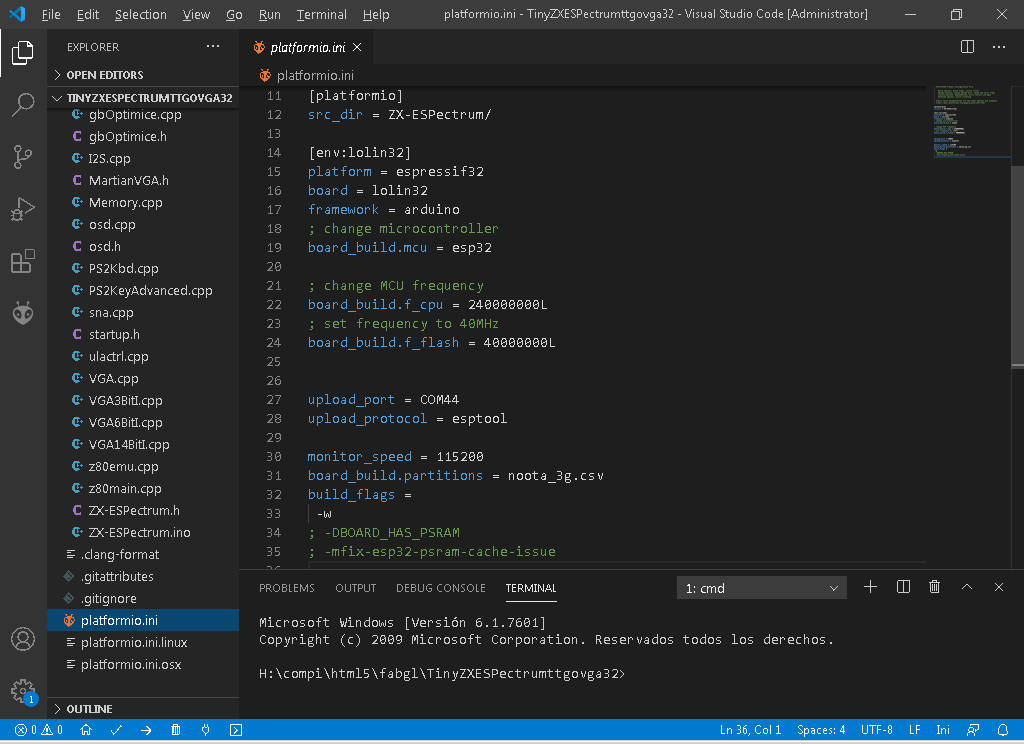 File Edit Selection View Go Run Terminal Help platformio.ini - TinyZXESPectrumttgovga32 - Visual Studio Code [Administrator]
EXPLORER
OPEN EDITORS
TINYZXESPECTRUMTTGOVGA32
gbOptimice.cpp
gbOptimice.h
I2S.cpp
MartianVGA.h
Memory.cpp
osd.cpp
osd.h
PS2Kbd.cpp
PS2KeyAdvanced.cpp
sna.cpp
startup.h
ulactrl.cpp
VGA.cpp
VGA3BitI.cpp
VGA6BitI.cpp
VGA14BitI.cpp
z80emu.cpp
z80main.cpp
ZX-ESPectrum.h
ZX-ESPectrum.ino
.clang-format
.gitattributes
.gitignore
platformio.ini
platformio.ini.linux
platformio.ini.osx
OUTLINE
platformio.ini
platformio.ini
11 [platformio]
12 src_dir = ZX-ESPectrum/
13
14 [env:lolin32]
15 platform = espressif32
16 board = lolin32
17 framework = arduino
18 ; change microcontroller
19 board_build.mcu = esp32
20
21 ; change MCU frequency
22 board_build.f_cpu = 240000000L
23 ; set frequency to 40MHz
24 board_build.f_flash = 40000000L
25
26
27 upload_port = COM44
28 upload_protocol = esptool
29
30 monitor_speed = 115200
31 board_build.partitions = noota_3g.csv
32 build_flags =
33 -w
34 ; -DBOARD_HAS_PSRAM
35 ; -mfix-esp32-psram-cache-issue
PROBLEMS OUTPUT DEBUG CONSOLE TERMINAL 1: cmd
Microsoft Windows [Versión 6.1.7601]
Copyright (c) 2009 Microsoft Corporation. Reservados todos los derechos.
H:\compi\html5\fabgl\TinyZXESPectrumttgovga32>
1
0 0 Ln 36, Col 1 Spaces: 4 UTF-8 LF Ini